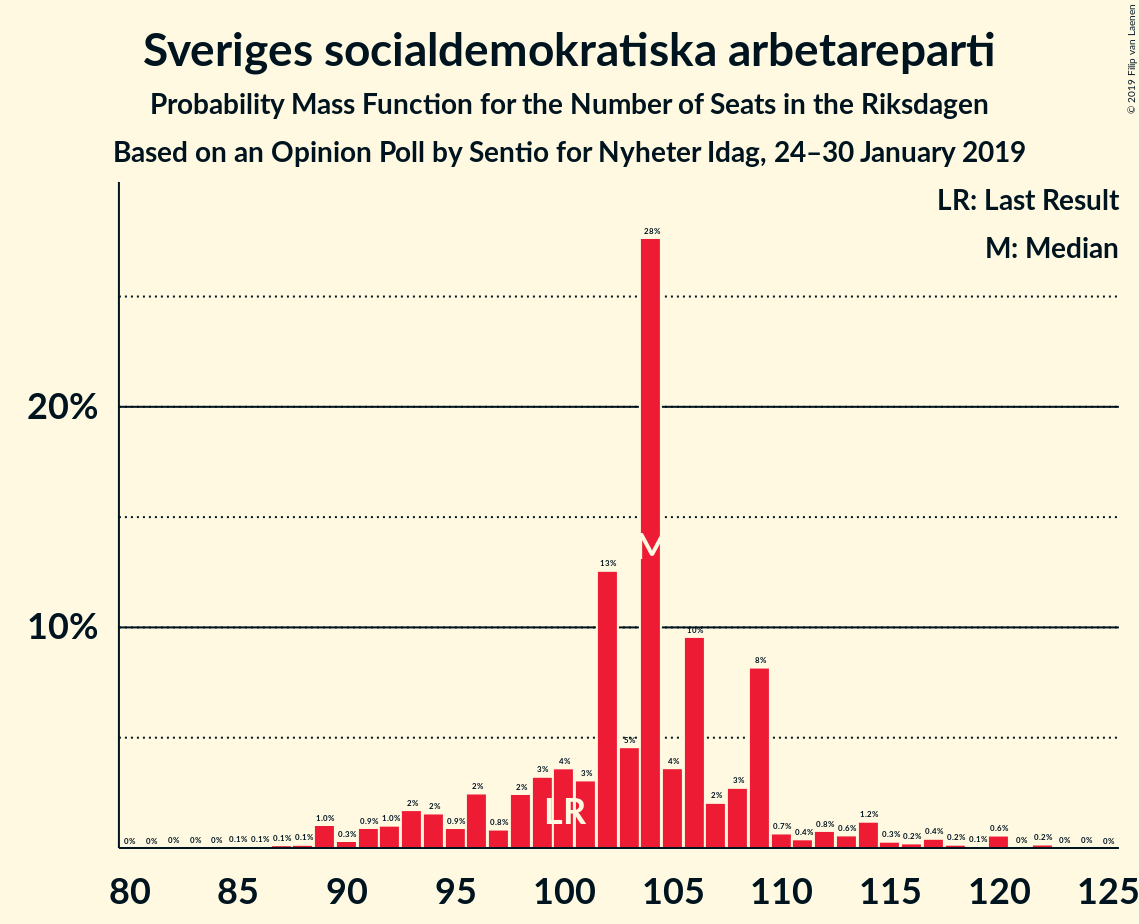 Sveriges socialdemokratiska arbetareparti
Probability Mass Function for the Number of Seats in the Riksdagen
Based on an Opinion Poll by Sentio for Nyheter Idag, 24–30 January 2019
© 2019 Filip van Laenen
LR: Last Result
M: Median
20%
10%
0% 0% 0% 0% 0% 0.1% 0.1% 0.1% 0.1% 1.0% 0.3% 0.9% 1.0% 2% 2% 0.9% 2% 0.8% 2% 3% 4% 3% 13% 5% 28% 4% 10% 2% 3% 8% 0.7% 0.4% 0.8% 0.6% 1.2% 0.3% 0.2% 0.4% 0.2% 0.1% 0.6% 0% 0.2% 0% 0% 0%
M
LR
80 85 90 95 100 105 110 115 120 125